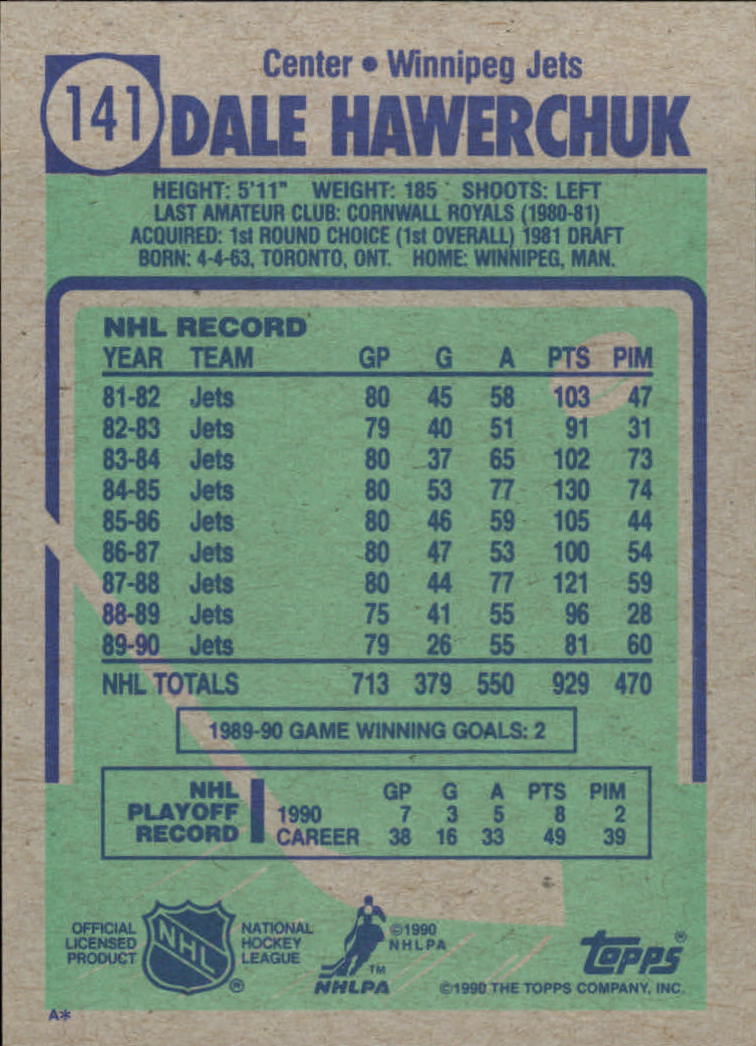 Center • Winnipeg Jets
141 DALE HAWERCHUK
HEIGHT: 5'11" WEIGHT: 185 SHOOTS: LEFT
LAST AMATEUR CLUB: CORNWALL ROYALS (1980-81)
ACQUIRED: 1st ROUND CHOICE (1st OVERALL) 1981 DRAFT
BORN: 4-4-63, TORONTO, ONT. HOME: WINNIPEG, MAN.
NHL RECORD
YEAR TEAM GP G A PTS PIM
81-82 Jets 80 45 58 103 47
82-83 Jets 79 40 51 91 31
83-84 Jets 80 37 65 102 73
84-85 Jets 80 53 77 130 74
85-86 Jets 80 46 59 105 44
86-87 Jets 80 47 53 100 54
87-88 Jets 80 44 77 121 59
88-89 Jets 75 41 55 96 28
89-90 Jets 79 26 55 81 60
NHL TOTALS 713 379 550 929 470
1989-90 GAME WINNING GOALS: 2
NHL PLAYOFF RECORD
GP G A PTS PIM
1990 7 3 5 8 2
CAREER 38 16 33 49 39
OFFICIAL
LICENSED
PRODUCT
NHL
®
NATIONAL
HOCKEY
LEAGUE
©1990
NHLPA
TM
NHLPA
TOPPS®
©1990 THE TOPPS COMPANY, INC.
A*